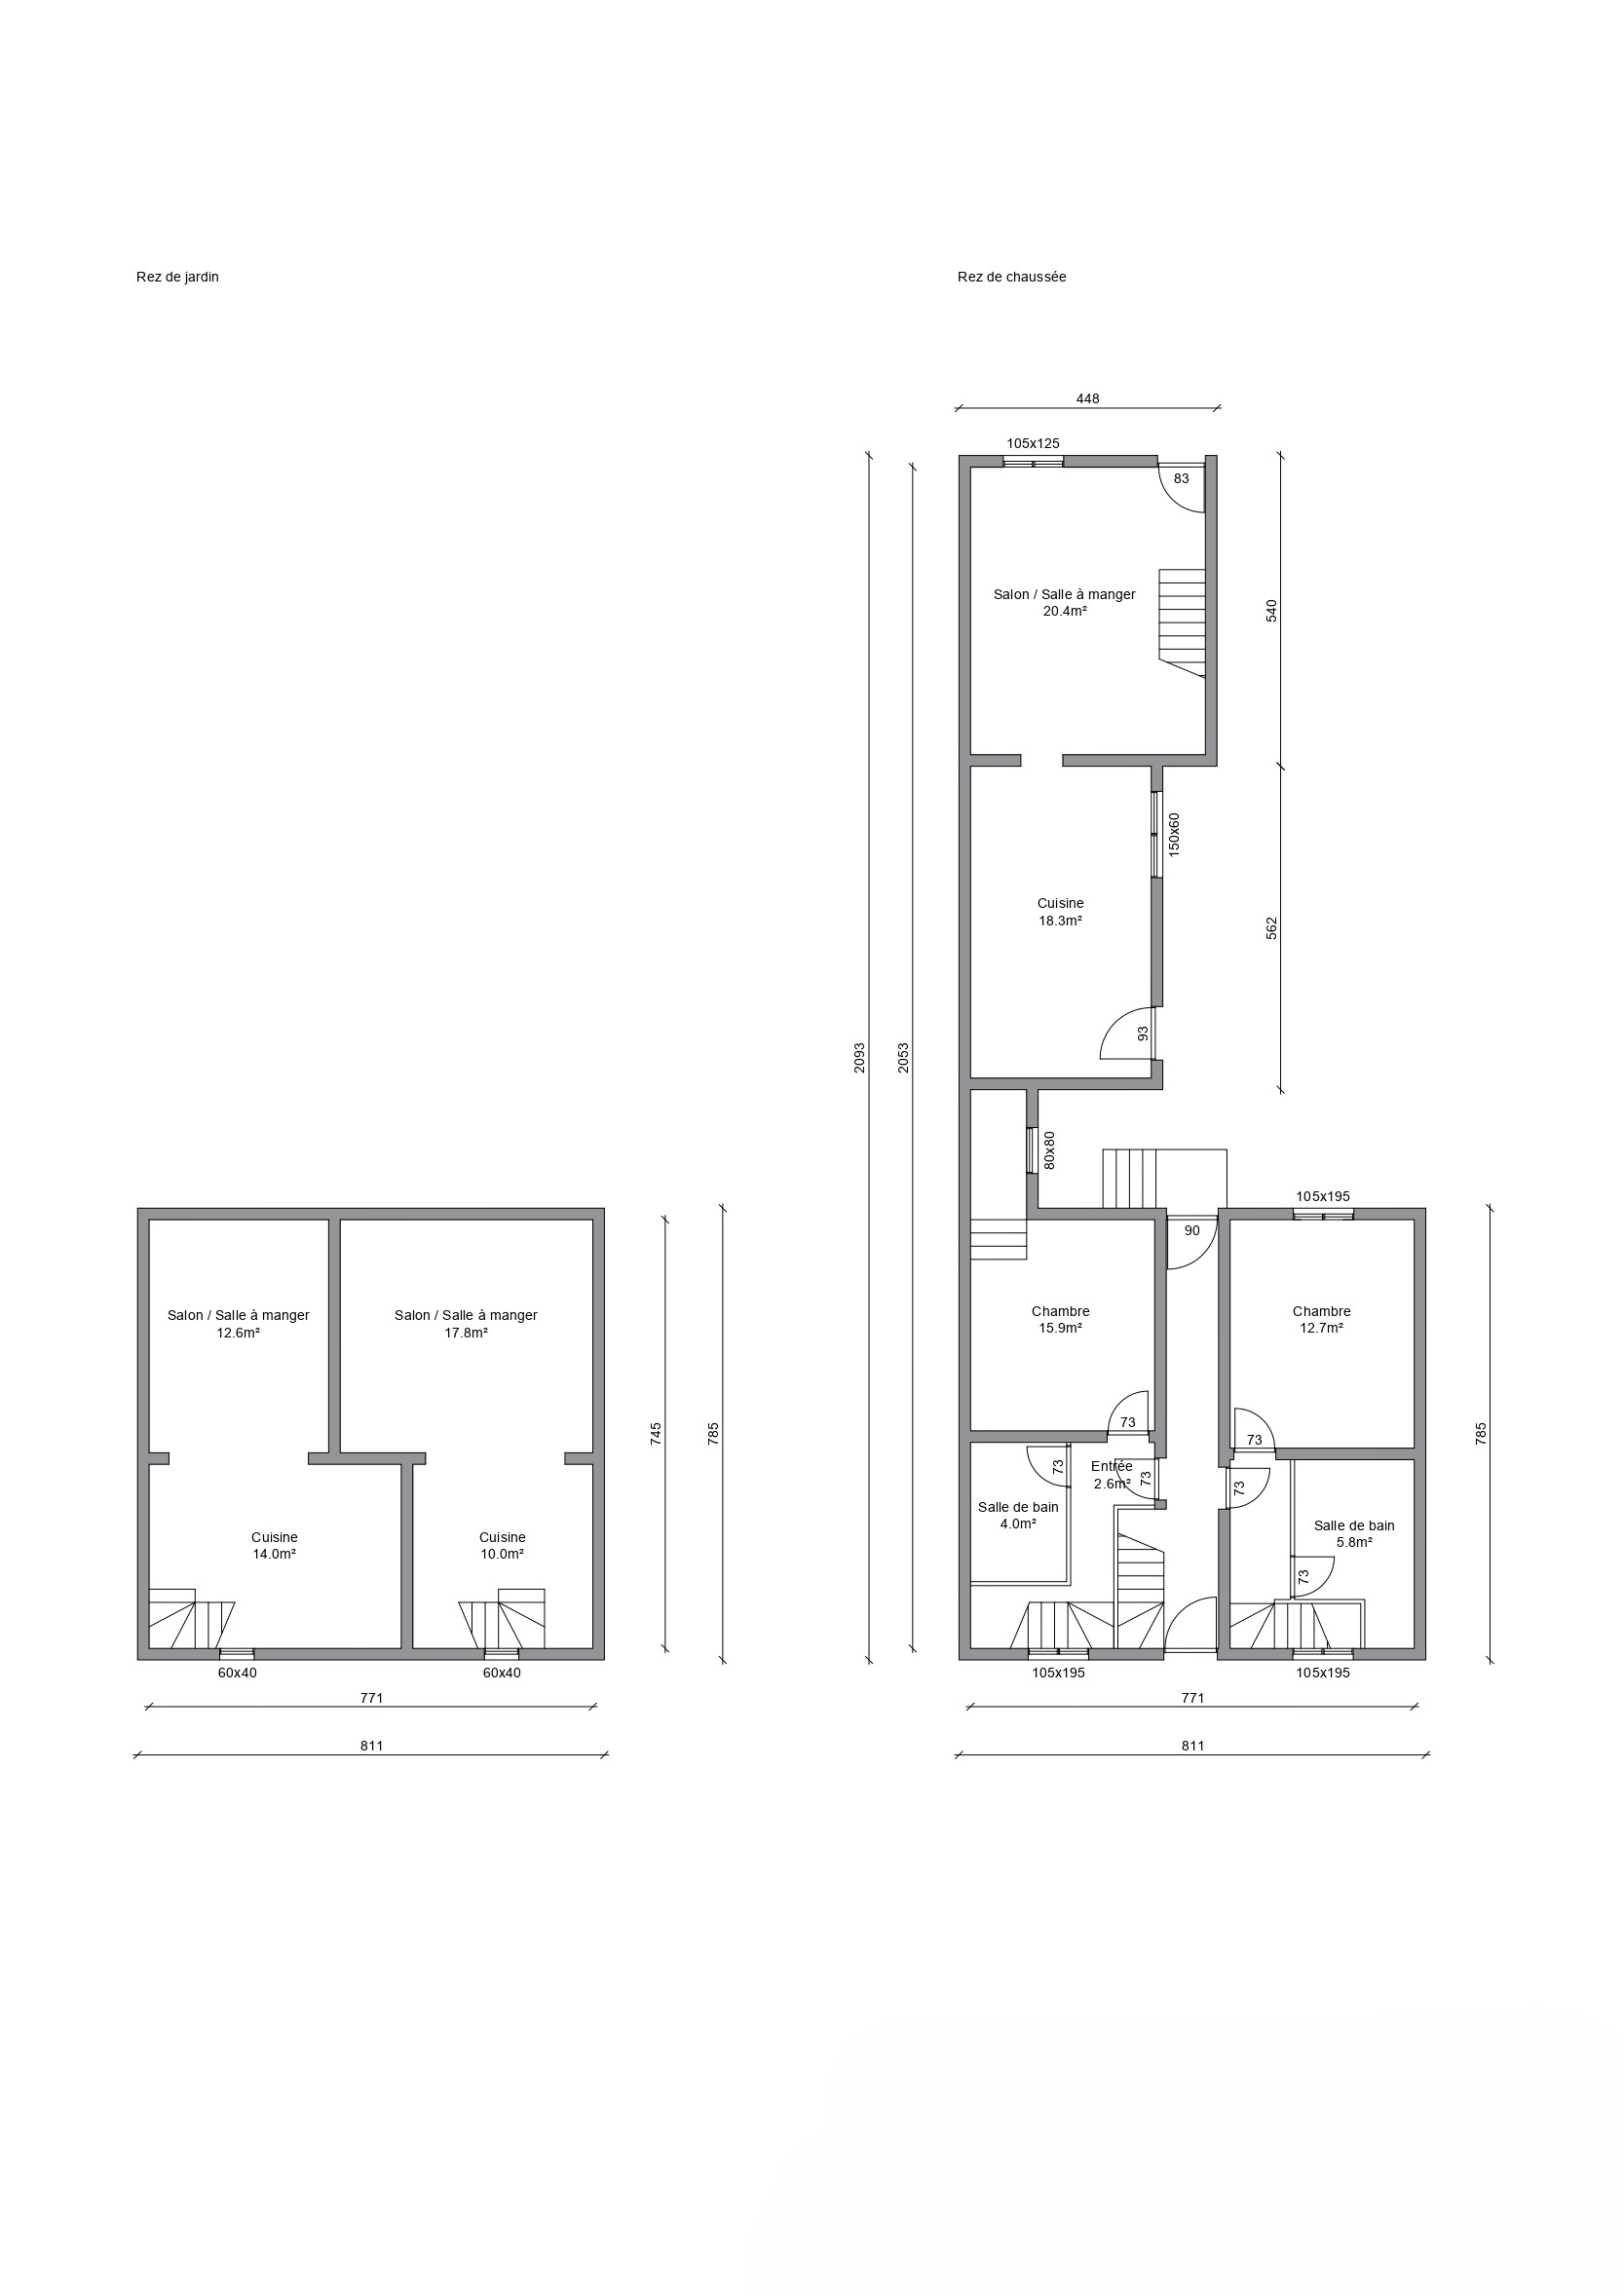 Rez de jardin
Salon / Salle à manger
12.6m²
Salon / Salle à manger
17.8m²
Cuisine
14.0m²
Cuisine
10.0m²
60x40
60x40
771
811
745
785
Rez de chaussée
448
105x125
83
Salon / Salle à manger
20.4m²
540
150x60
Cuisine
18.3m²
562
93
2093
2053
80x80
105x195
90
Chambre
15.9m²
Chambre
12.7m²
73
73
73
Entrée
2.6m²
73
73
Salle de bain
4.0m²
Salle de bain
5.8m²
73
785
105x195
105x195
771
811